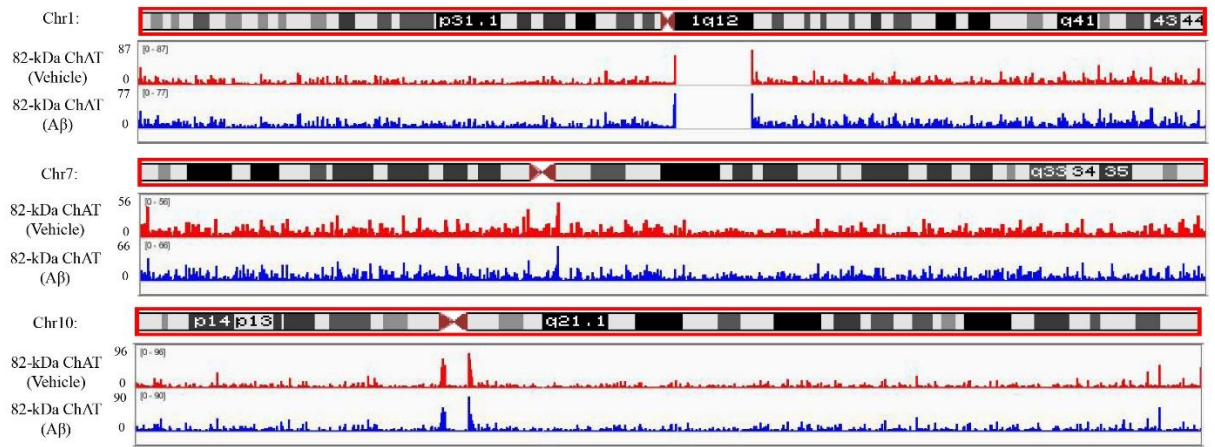 Chr1:
p31.1 1q12 q41 43 44
82-kDa ChAT
(Vehicle)
87
0
[0 - 87]
82-kDa ChAT
(Aβ)
77
0
[0 - 77]
Chr7:
q33 34 35
82-kDa ChAT
(Vehicle)
56
0
[0 - 56]
82-kDa ChAT
(Aβ)
66
0
[0 - 66]
Chr10:
p14 p13 q21.1
82-kDa ChAT
(Vehicle)
96
0
[0 - 96]
82-kDa ChAT
(Aβ)
90
0
[0 - 90]